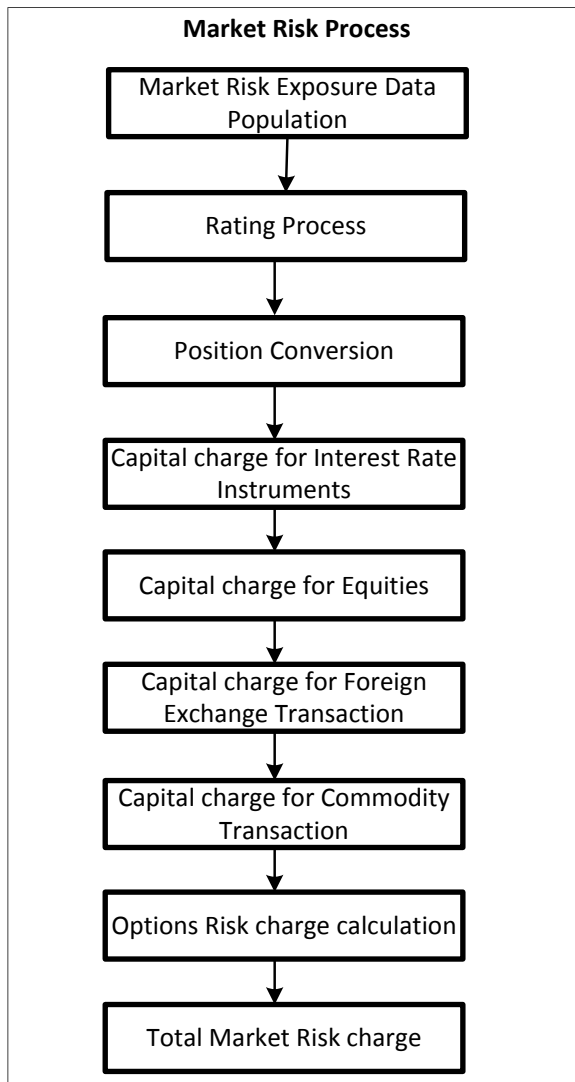 Market Risk Process
Market Risk Exposure Data
Population
Rating Process
Position Conversion
Capital charge for Interest Rate
Instruments
Capital charge for Equities
Capital charge for Foreign
Exchange Transaction
Capital charge for Commodity
Transaction
Options Risk charge calculation
Total Market Risk charge